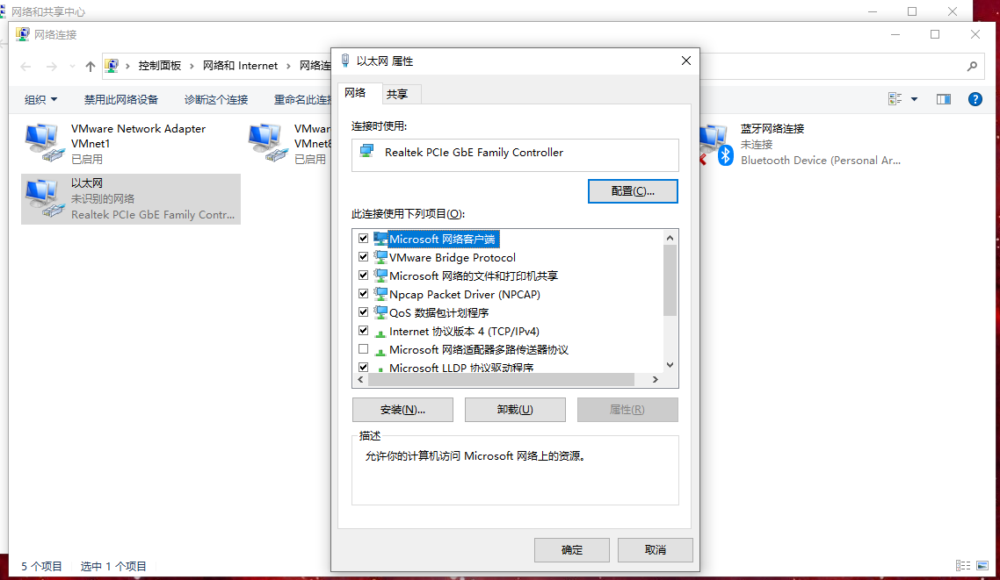 网络和共享中心
网络连接
控制面板 › 网络和 Internet › 网络连
组织 禁用此网络设备 诊断这个连接 重命名此连接
VMware Network Adapter
VMnet1
已启用
VMwar
VMnet8
已启用
蓝牙网络连接
未连接
Bluetooth Device (Personal Ar...
以太网
未识别的网络
Realtek PCIe GbE Family Contr...
以太网 属性
网络 共享
连接时使用:
Realtek PCIe GbE Family Controller
配置(C)...
此连接使用下列项目(O):
Microsoft 网络客户端
VMware Bridge Protocol
Microsoft 网络的文件和打印机共享
Npcap Packet Driver (NPCAP)
QoS 数据包计划程序
Internet 协议版本 4 (TCP/IPv4)
Microsoft 网络适配器多路传送器协议
Microsoft LLDP 协议驱动程序
安装(N)... 卸载(U) 属性(R)
描述
允许你的计算机访问 Microsoft 网络上的资源。
确定 取消
5 个项目 选中 1 个项目